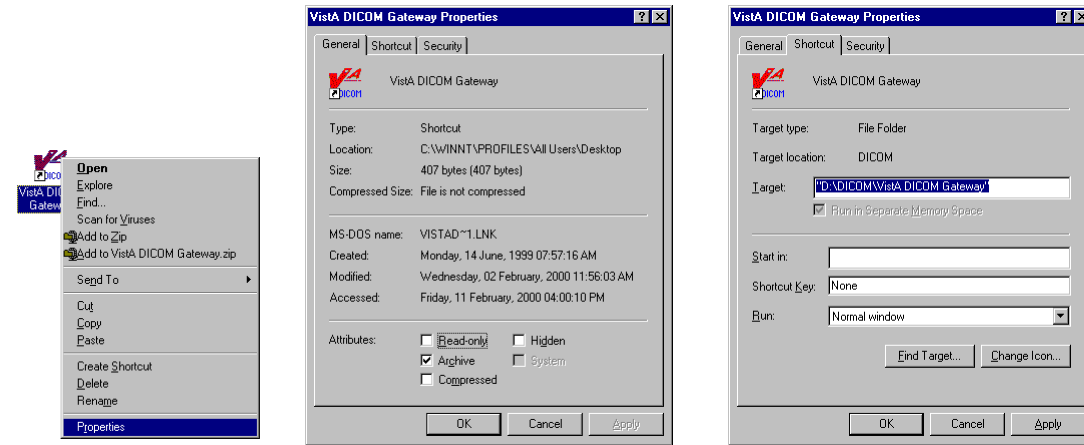 DICO
VistA DI
Gatew
Open
Explore
Find...
Scan for Viruses
Add to Zip
Add to VistA DICOM Gateway.zip
Send To
Cut
Copy
Paste
Create Shortcut
Delete
Rename
Properties
VistA DICOM Gateway Properties
General Shortcut Security
DICOM
VistA DICOM Gateway
Type: Shortcut
Location: C:\WINNT\PROFILES\All Users\Desktop
Size: 407 bytes (407 bytes)
Compressed Size: File is not compressed
MS-DOS name: VISTAD~1.LNK
Created: Monday, 14 June, 1999 07:57:16 AM
Modified: Wednesday, 02 February, 2000 11:56:03 AM
Accessed: Friday, 11 February, 2000 04:00:10 PM
Attributes: Read-only Hidden
Archive System
Compressed
OK Cancel Apply
VistA DICOM Gateway Properties
General Shortcut Security
DICOM
VistA DICOM Gateway
Target type: File Folder
Target location: DICOM
Target: "D:\DICOM\VistA DICOM Gateway"
Run in Separate Memory Space
Start in:
Shortcut Key: None
Run: Normal window
Find Target... Change Icon...
OK Cancel Apply